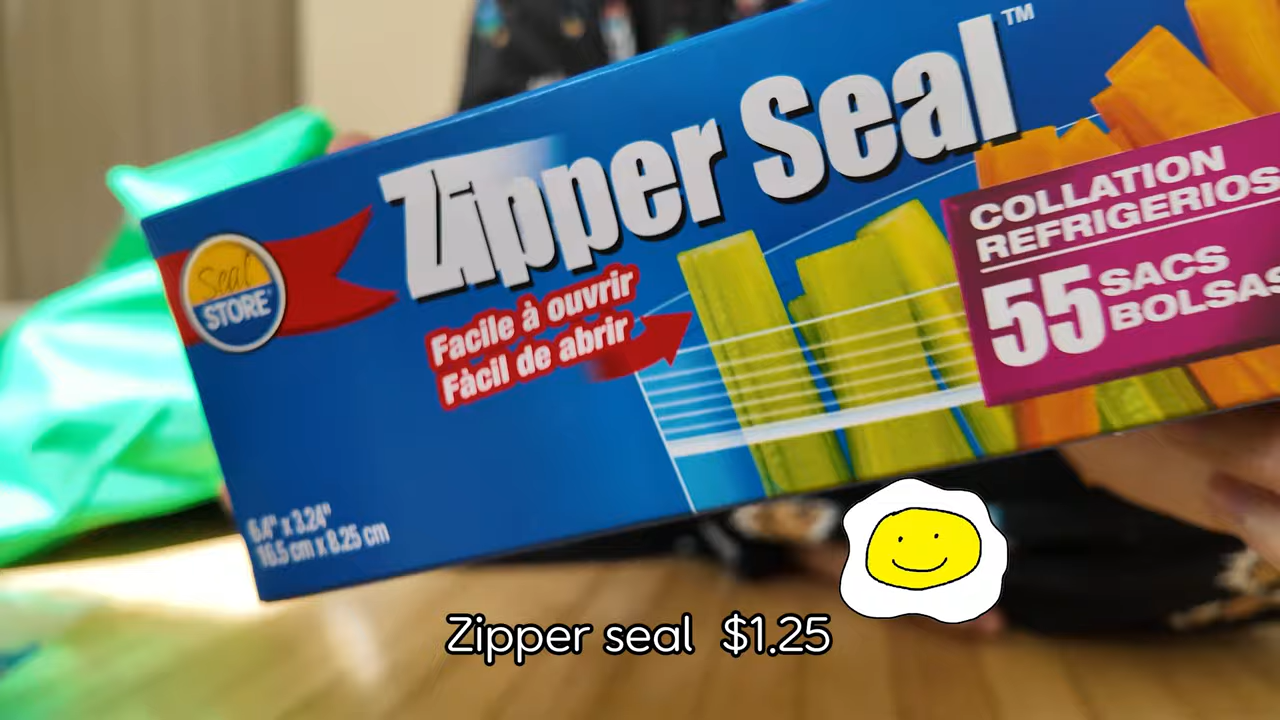 Zipper Seal™
Seal
STORE®
Facile à ouvrir
Fàcil de abrir
COLLATION
REFRIGERIOS
55 SACS
BOLSAS
6.4" x 3.24"
16.5 cm x 8.25 cm
Zipper seal $1.25